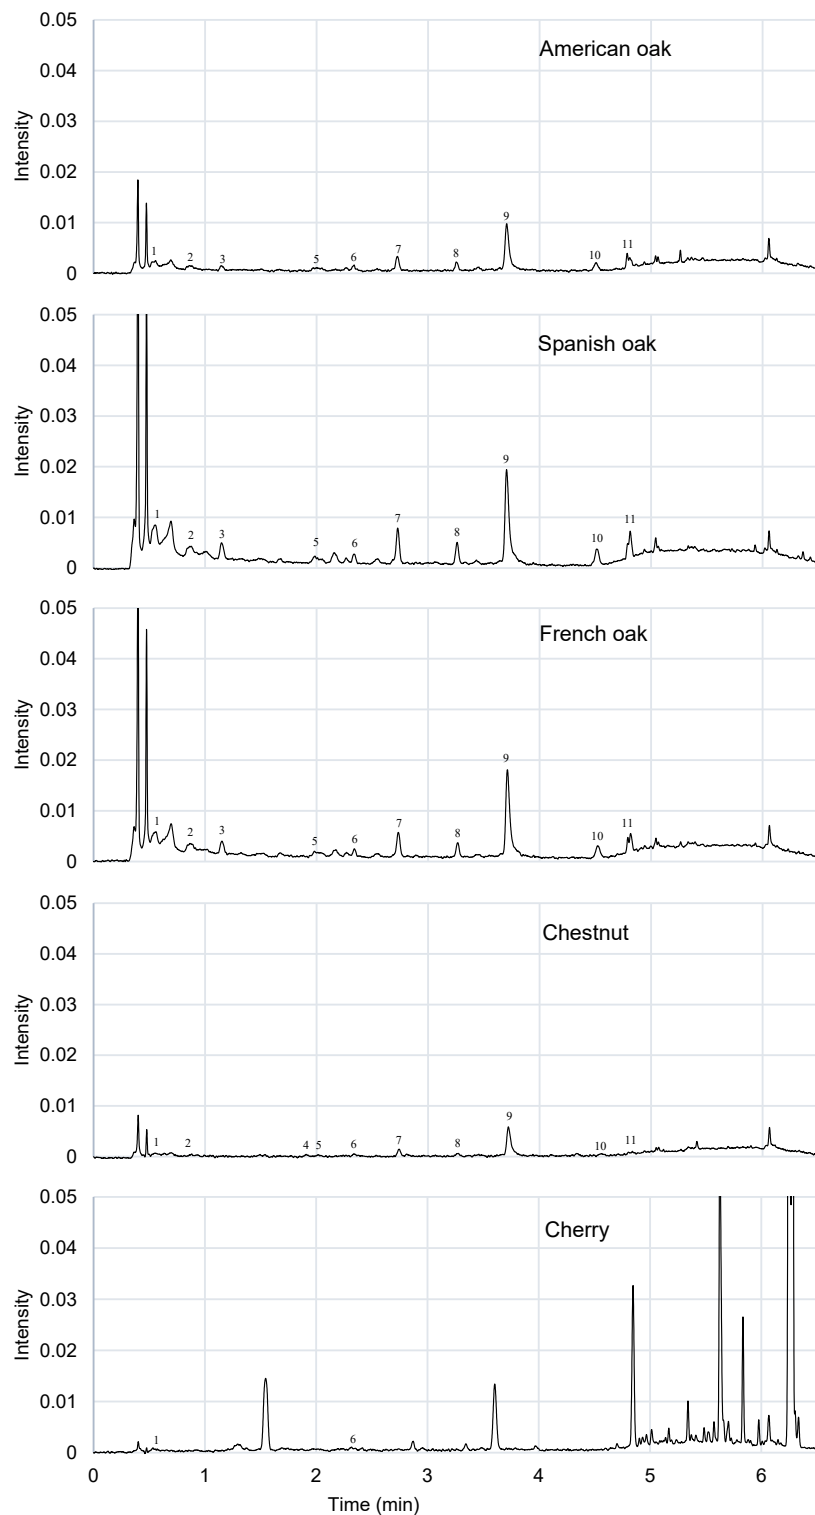 0.05
American oak
0.04
0.03
Intensity
0.02
0.01
0
1 2 3 5 6 7 8 9 10 11
0.05
Spanish oak
0.04
0.03
Intensity
0.02
0.01
0
1 2 3 5 6 7 8 9 10 11
0.05
French oak
0.04
0.03
Intensity
0.02
0.01
0
1 2 3 5 6 7 8 9 10 11
0.05
Chestnut
0.04
0.03
Intensity
0.02
0.01
0
1 2 4 5 6 7 8 9 10 11
0.05
Cherry
0.04
0.03
Intensity
0.02
0.01
0
1 6
0 1 2 3 4 5 6
Time (min)